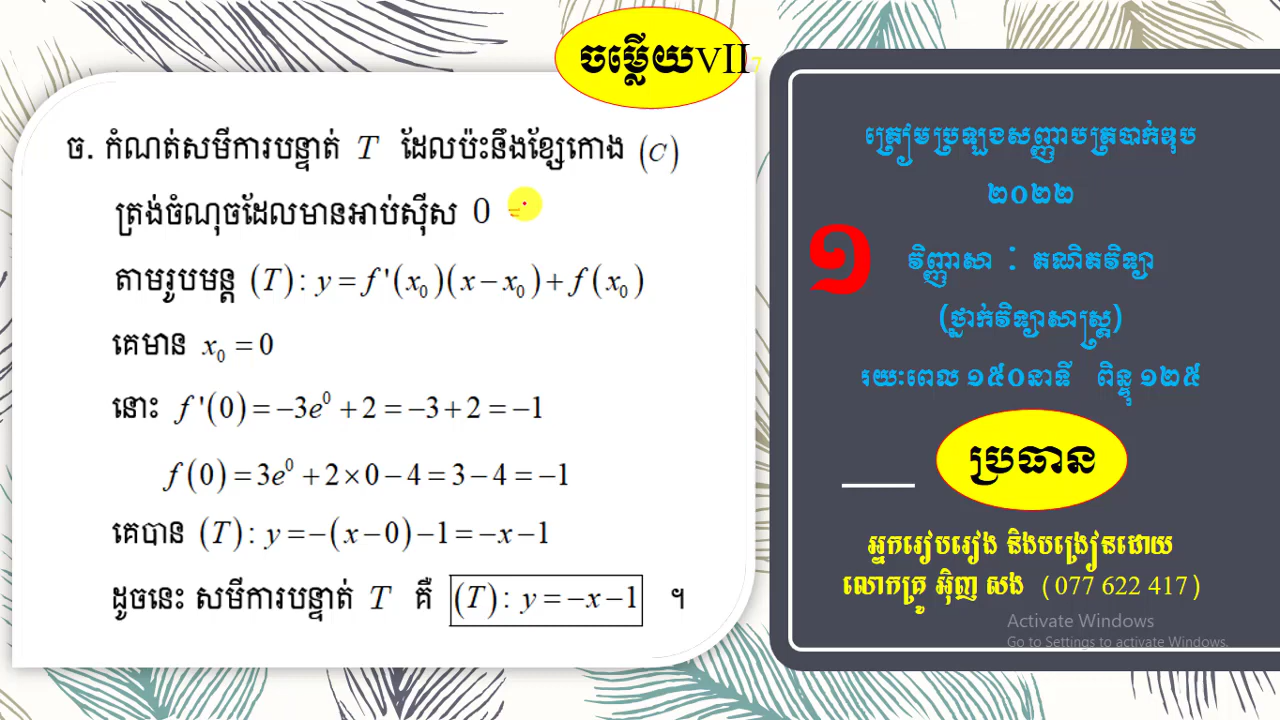 ចម្លើយVII
7
ច. កំណត់សមីការបន្ទាត់ T ដែលប៉ះនឹងខ្សែកោង (C)
ត្រង់ចំណុចដែលមានអាប់ស៊ីស 0
តាមរូបមន្ត (T): y = f'(x₀)(x − x₀) + f(x₀)
គេមាន x₀ = 0
នោះ f'(0) = −3e⁰ + 2 = −3 + 2 = −1
f(0) = 3e⁰ + 2×0 − 4 = 3 − 4 = −1
គេបាន (T): y = −(x − 0) − 1 = −x − 1
ដូចនេះ សមីការបន្ទាត់ T គឺ (T): y = −x − 1 ។
ត្រៀមប្រឡងសញ្ញាបត្របាក់ឌុប
២០២២
១
វិញ្ញាសា : គណិតវិទ្យា
(ថ្នាក់វិទ្យាសាស្ត្រ)
រយៈពេល ១៥០នាទី ពិន្ទុ ១២៥
ប្រធាន
អ្នករៀបរៀង និងបង្រៀនដោយ
លោកគ្រូ អ៊ិញ សង (077 622 417)
Activate Windows
Go to Settings to activate Windows.